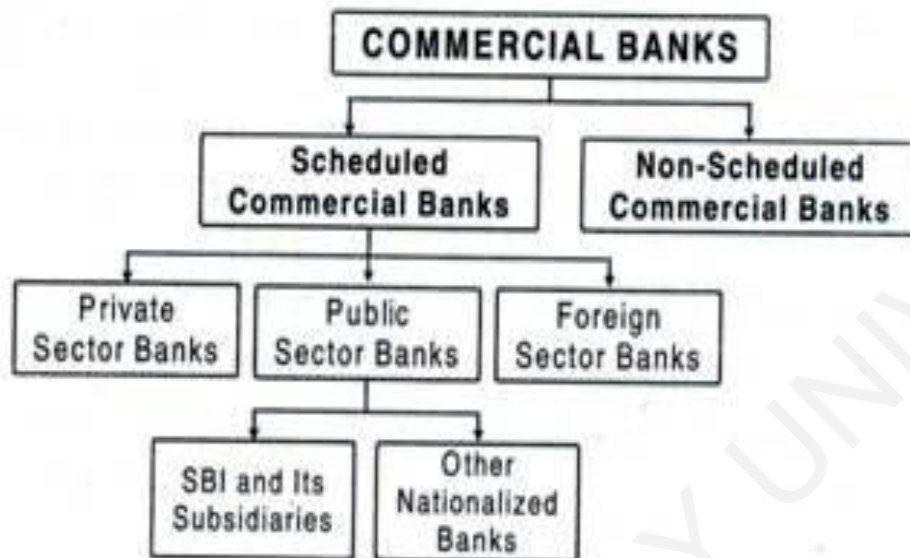 COMMERCIAL BANKS
Scheduled
Commercial Banks
Non-Scheduled
Commercial Banks
Private
Sector Banks
Public
Sector Banks
Foreign
Sector Banks
SBI and Its
Subsidiaries
Other
Nationalized
Banks